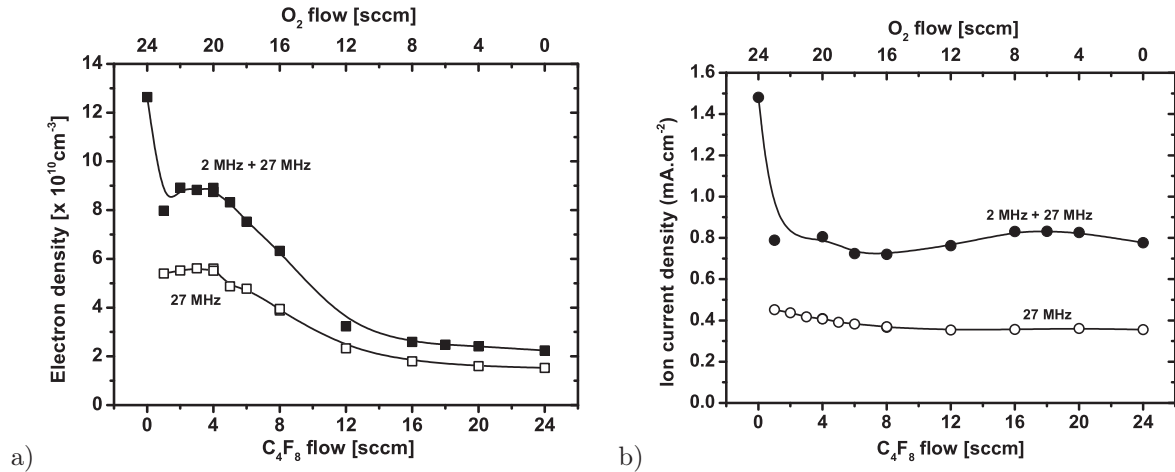 O₂ flow [sccm]
24 20 16 12 8 4 0
14
12
10
8
6
4
2
0
Electron density [x 10¹⁰cm⁻³]
2 MHz + 27 MHz
27 MHz
0 4 8 12 16 20 24
C₄F₈ flow [sccm]
a)
O₂ flow [sccm]
24 20 16 12 8 4 0
1.6
1.4
1.2
1.0
0.8
0.6
0.4
0.2
0.0
Ion current density (mA.cm⁻²)
2 MHz + 27 MHz
27 MHz
0 4 8 12 16 20 24
C₄F₈ flow [sccm]
b)